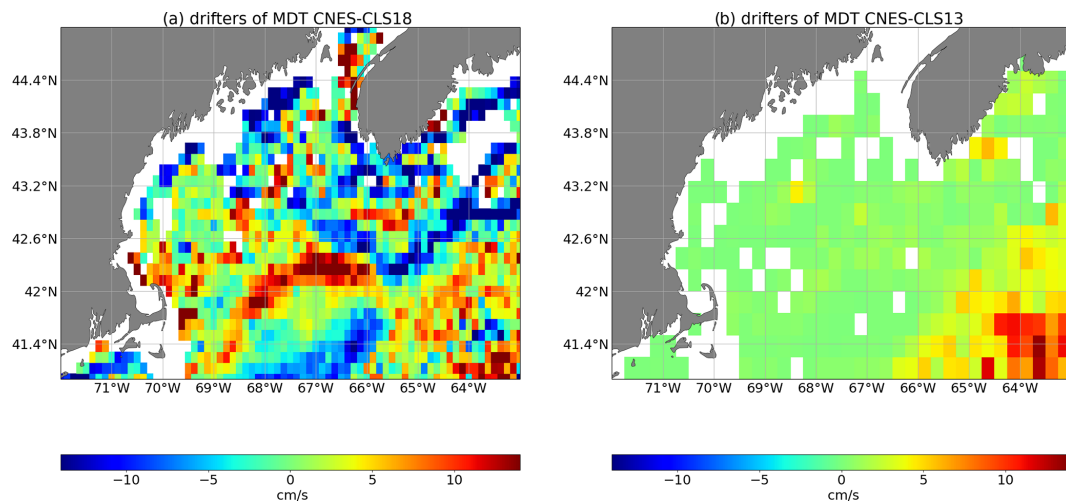 (a) drifters of MDT CNES-CLS18
44.4°N
43.8°N
43.2°N
42.6°N
42°N
41.4°N
71°W 70°W 69°W 68°W 67°W 66°W 65°W 64°W
−10 −5 0 5 10
cm/s
(b) drifters of MDT CNES-CLS13
44.4°N
43.8°N
43.2°N
42.6°N
42°N
41.4°N
71°W 70°W 69°W 68°W 67°W 66°W 65°W 64°W
−10 −5 0 5 10
cm/s